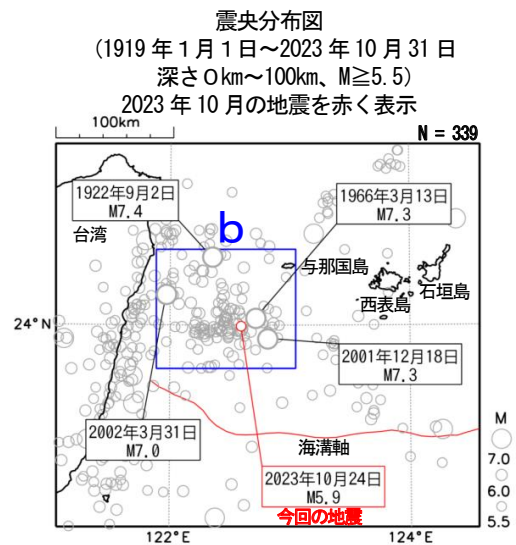 震央分布図
（1919 年１月１日～2023 年 10 月 31 日
深さ０km～100km、M≧5.5）
2023 年 10 月の地震を赤く表示
100km
N = 339
1922年9月2日
M7.4
1966年3月13日
M7.3
台湾
b
与那国島
石垣島
西表島
24°N
2001年12月18日
M7.3
2002年3月31日
M7.0
海溝軸
2023年10月24日
M5.9
今回の地震
M
7.0
6.0
5.5
122°E
124°E